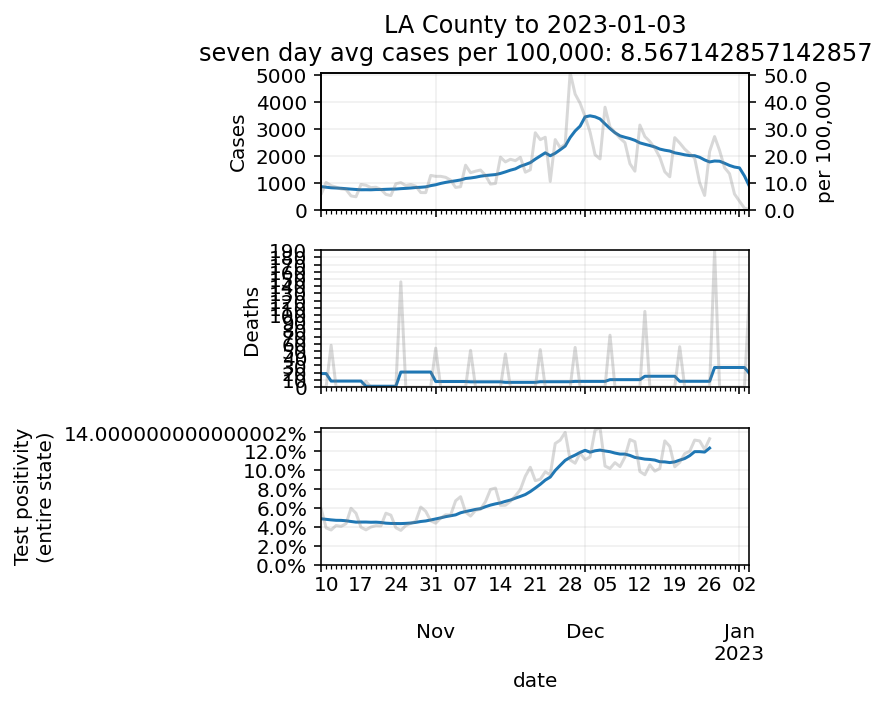 LA County to 2023-01-03
seven day avg cases per 100,000: 8.567142857142857
5000
4000
3000
2000
1000
0
Cases
50.0
40.0
30.0
20.0
10.0
0.0
per 100,000
190
0
Deaths
14.000000000000002%
12.0%
10.0%
8.0%
6.0%
4.0%
2.0%
0.0%
Test positivity
(entire state)
10 17 24 31 07 14 21 28 05 12 19 26 02
Nov Dec Jan
2023
date